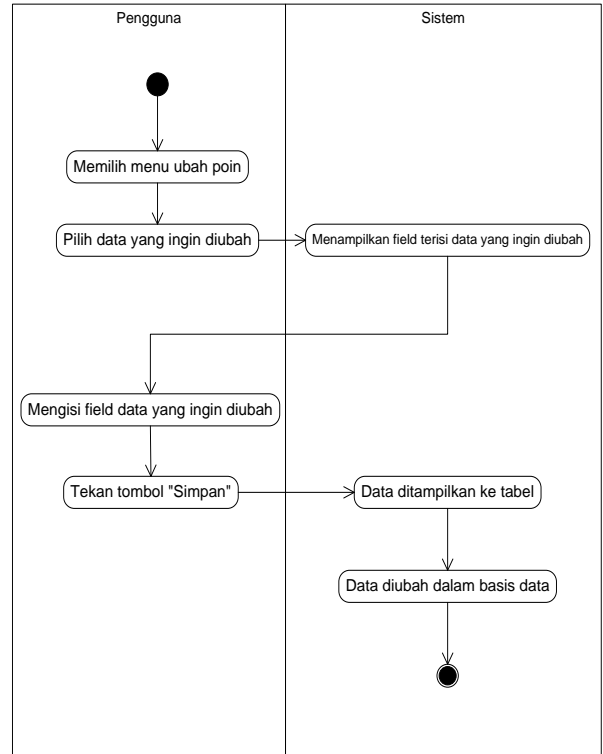 Pengguna
Sistem
Memilih menu ubah poin
Pilih data yang ingin diubah
Menampilkan field terisi data yang ingin diubah
Mengisi field data yang ingin diubah
Tekan tombol "Simpan"
Data ditampilkan ke tabel
Data diubah dalam basis data